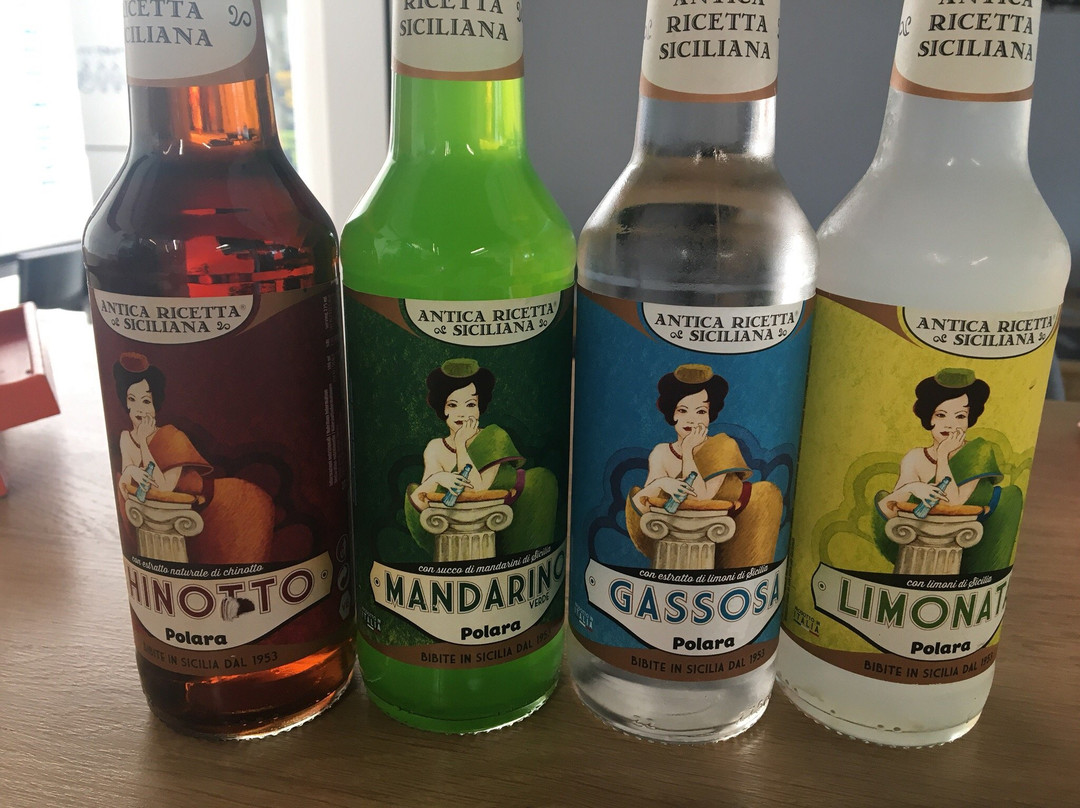 RICETTA
SICILIANA
ANTICA RICETTA
SICILIANA
con estratto naturale di chinotto
HINOTTO
Polara
BIBITE IN SICILIA DAL 1953
RICETTA
SICILIANA
ANTICA RICETTA®
SICILIANA
con succo di mandarini di Sicilia
MANDARINO
VERDE
Polara
BIBITE IN SICILIA DAL 195
ANTICA
RICETTA
SICILIANA
ANTICA RICETTA®
SICILIANA
con estratto di limoni di Sicilia
GASSOSA
Polara
BIBITE IN SICILIA DAL 1953
ANTICA
RICETTA
SICILIANA
ANTICA RICETTA
SICILIANA
con limoni di Sicilia
LIMONAT
ITALIA
Polara
BIBITE IN SICILIA DAL 195